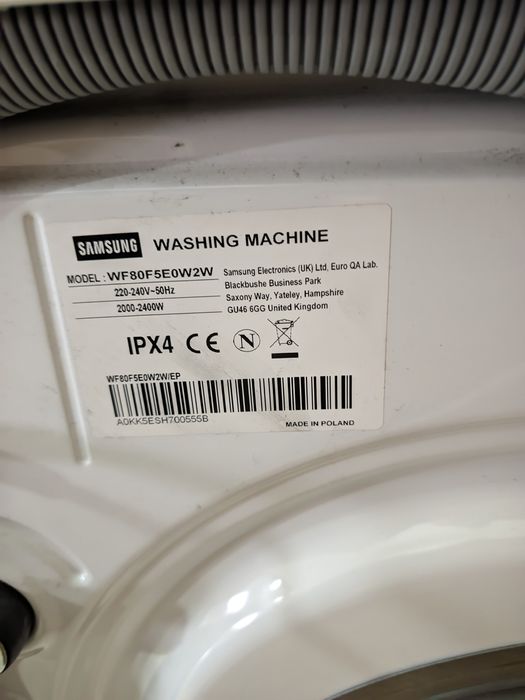 SAMSUNG WASHING MACHINE
MODEL : WF80F5E0W2W
220-240V~50Hz
2000-2400W
Samsung Electronics (UK) Ltd, Euro QA Lab.
Blackbushe Business Park
Saxony Way, Yateley, Hampshire
GU46 6GG United Kingdom
IPX4 CE N
WF80F5E0W2W/EP
A0KK5ESH700555B
MADE IN POLAND